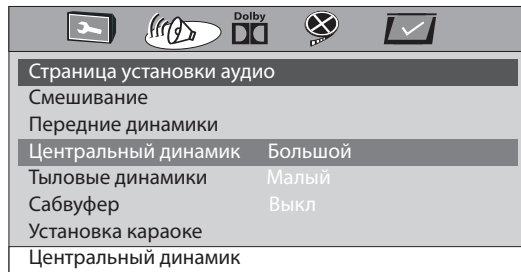 Dolby
Страница установки аудио
Смешивание
Передние динамики
Центральный динамик Большой
Тыловые динамики Малый
Сабвуфер Выкл
Установка караоке
Центральный динамик